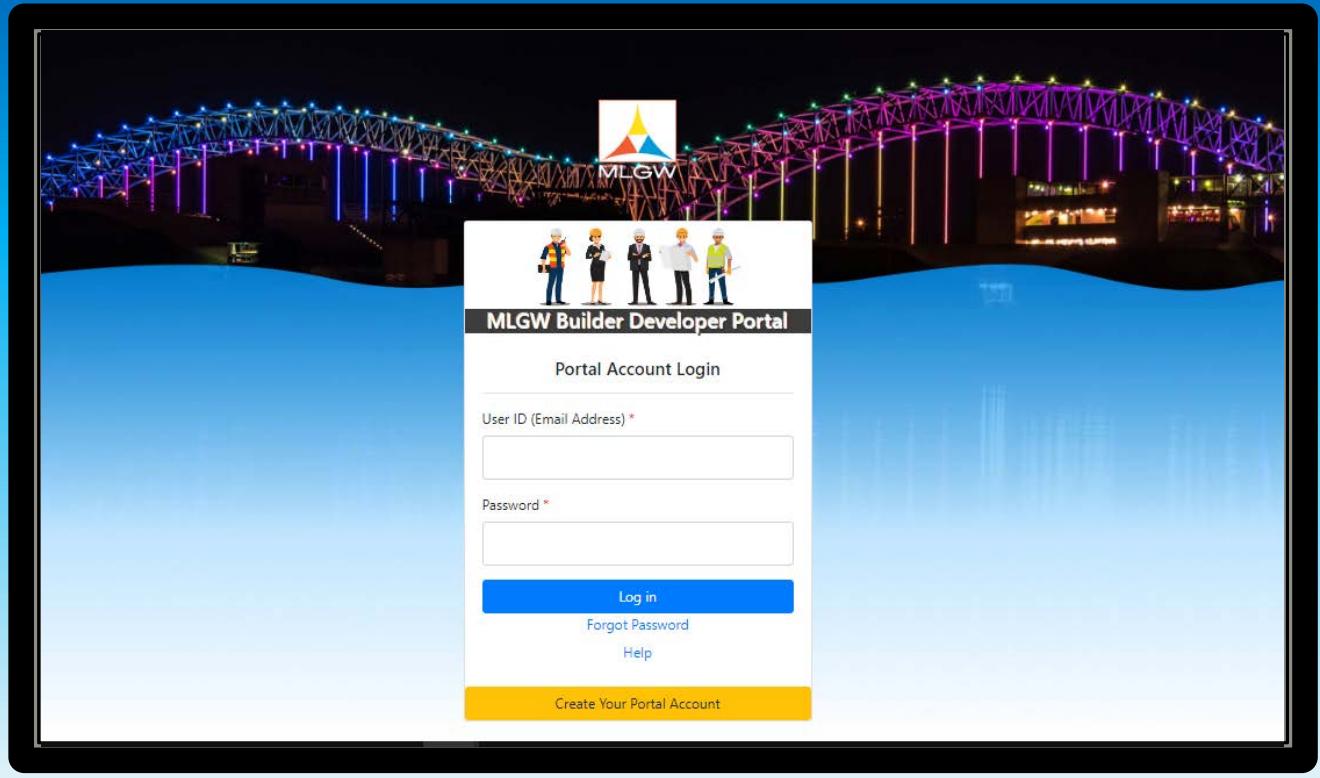 MLGW
MLGW Builder Developer Portal
Portal Account Login
User ID (Email Address) *
Password *
Log in
Forgot Password
Help
Create Your Portal Account